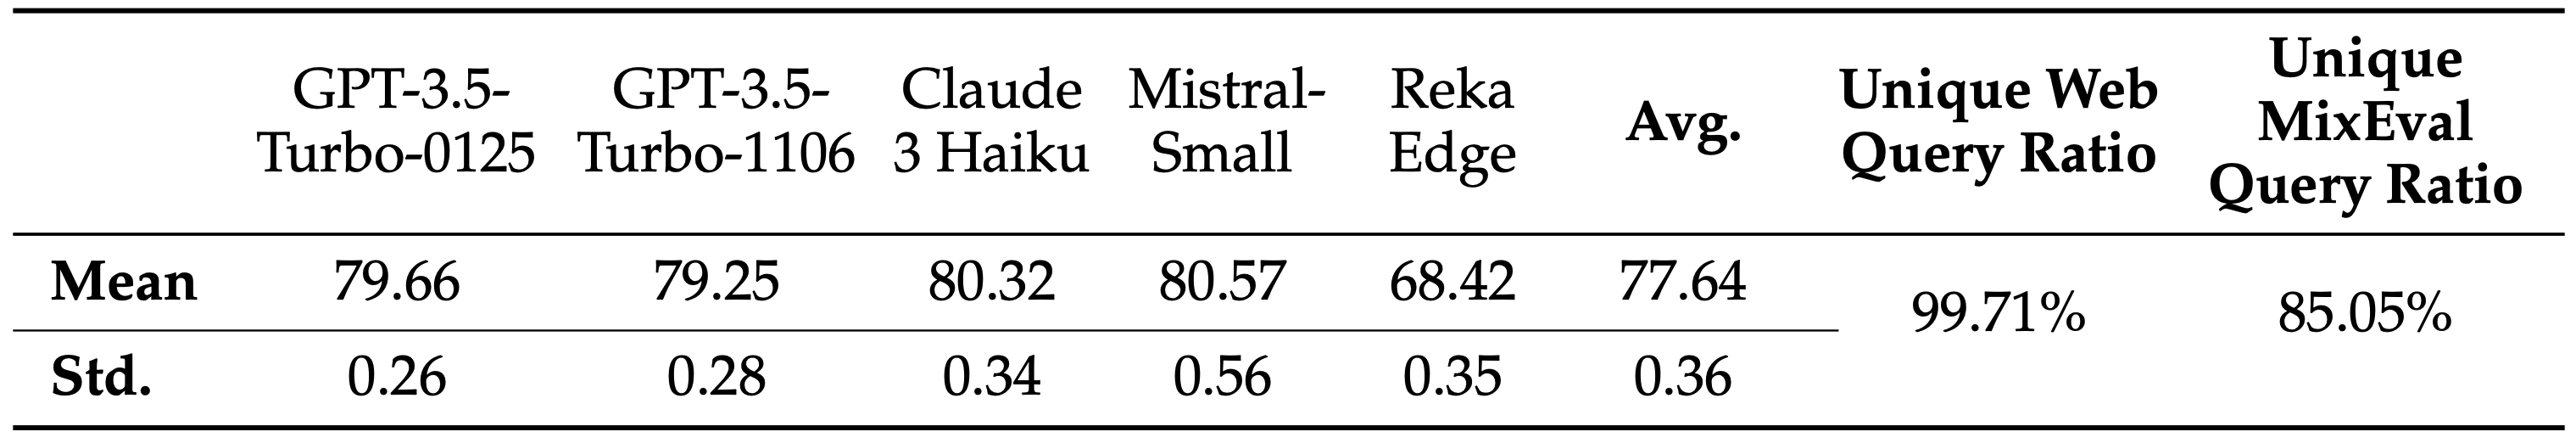 GPT-3.5-Turbo-0125 GPT-3.5-Turbo-1106 Claude 3 Haiku Mistral-Small Reka Edge Avg. Unique Web Query Ratio Unique MixEval Query Ratio
Mean 79.66 79.25 80.32 80.57 68.42 77.64 99.71% 85.05%
Std. 0.26 0.28 0.34 0.56 0.35 0.36